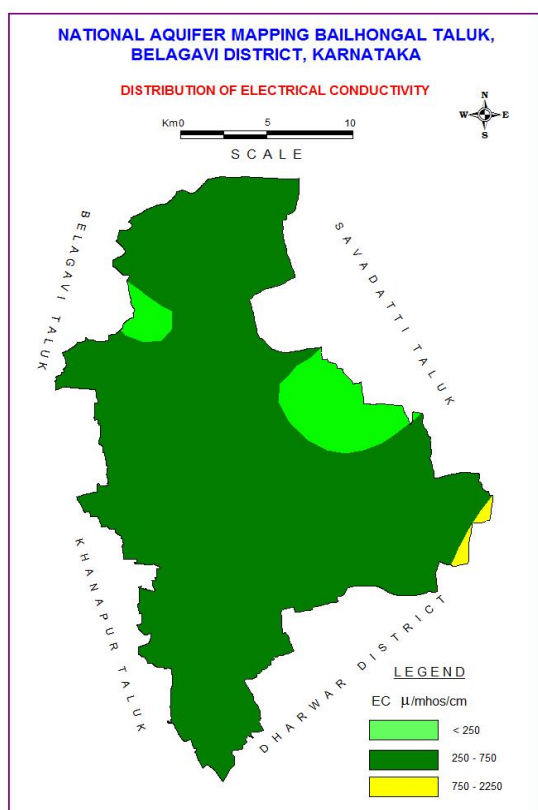 NATIONAL AQUIFER MAPPING BAILHONGAL TALUK,
BELAGAVI DISTRICT, KARNATAKA
DISTRIBUTION OF ELECTRICAL CONDUCTIVITY
Km 0 5 10
SCALE
N
W E
S
BELAGAVI TALUK
SAVADATTI TALUK
KHANAPUR TALUK
DHARWAR DISTRICT
LEGEND
EC μ/mhos/cm
< 250
250 - 750
750 - 2250